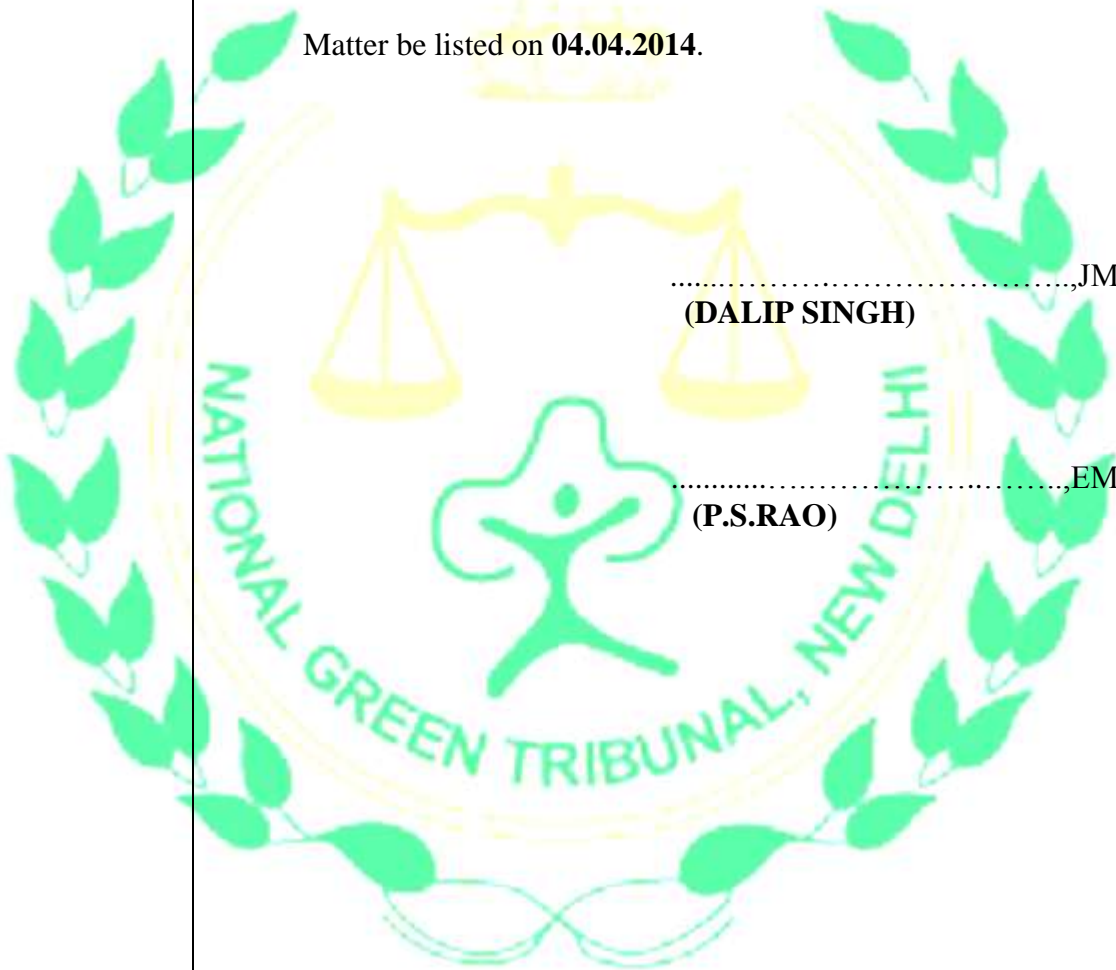 Matter be listed on 04.04.2014.
.......……….…………………..,JM
(DALIP SINGH)
............…..……..………..……..,EM
(P.S.RAO)
NATIONAL GREEN TRIBUNAL, NEW DELHI